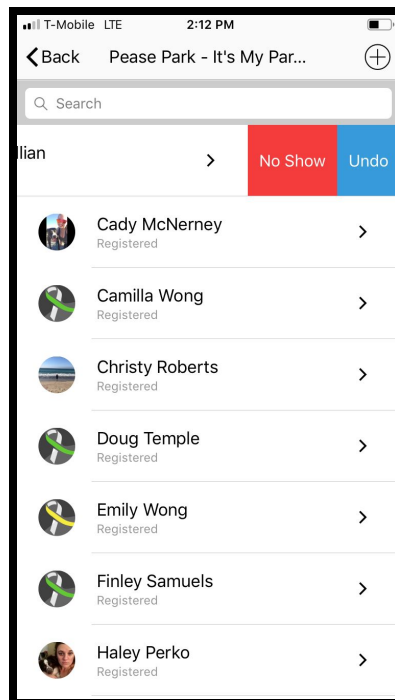 T-Mobile LTE 2:12 PM
Back Pease Park - It's My Par...
Search
llian No Show Undo
Cady McNerney
Registered
Camilla Wong
Registered
Christy Roberts
Registered
Doug Temple
Registered
Emily Wong
Registered
Finley Samuels
Registered
Haley Perko
Registered